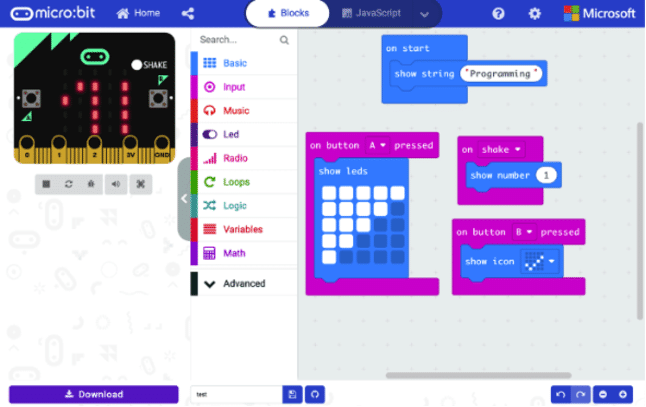 micro:bit
Home
Blocks
JavaScript
Microsoft
SHAKE
0 1 2 3V GND
Search...
Basic
Input
Music
Led
Radio
Loops
Logic
Variables
Math
Advanced
on start
show string "Programming"
on button A pressed
show leds
on shake
show number 1
on button B pressed
show icon
Download
test